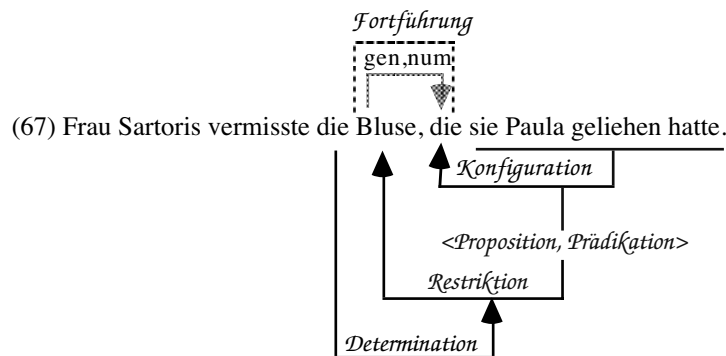 Fortführung
gen,num
(67) Frau Sartoris vermisste die Bluse, die sie Paula geliehen hatte.
Konfiguration
<Proposition, Prädikation>
Restriktion
Determination